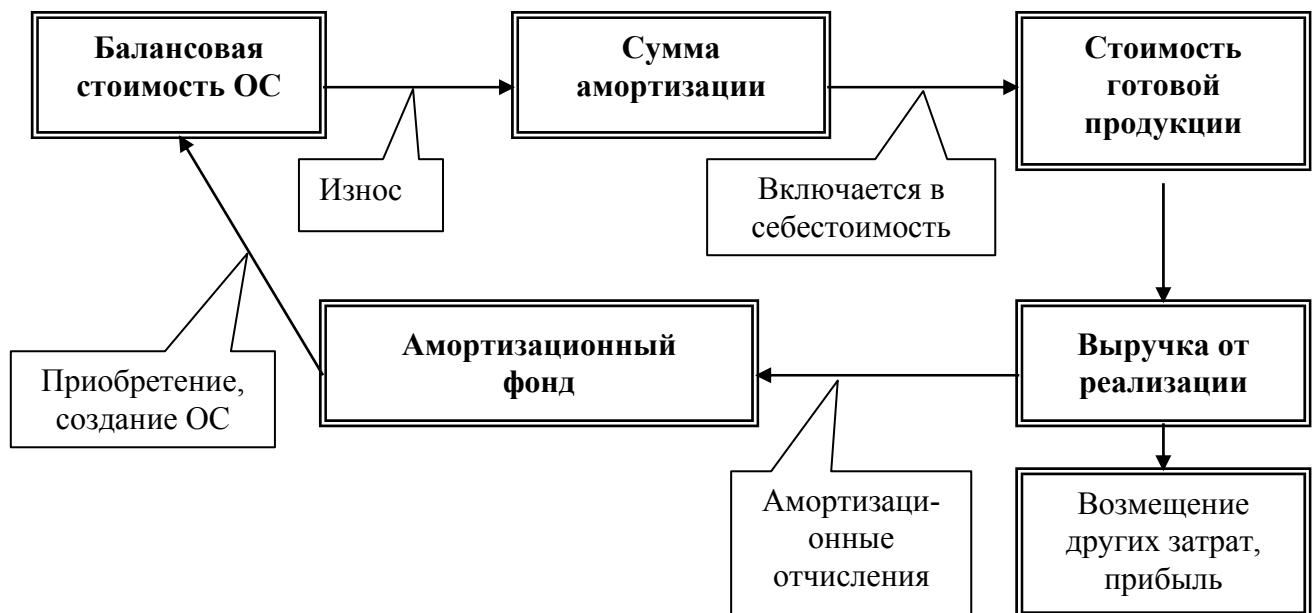 Балансовая
стоимость ОС
Сумма
амортизации
Стоимость
готовой
продукции
Износ
Включается в
себестоимость
Амортизационный
фонд
Выручка от
реализации
Приобретение,
создание ОС
Амортизаци-
онные
отчисления
Возмещение
других затрат,
прибыль